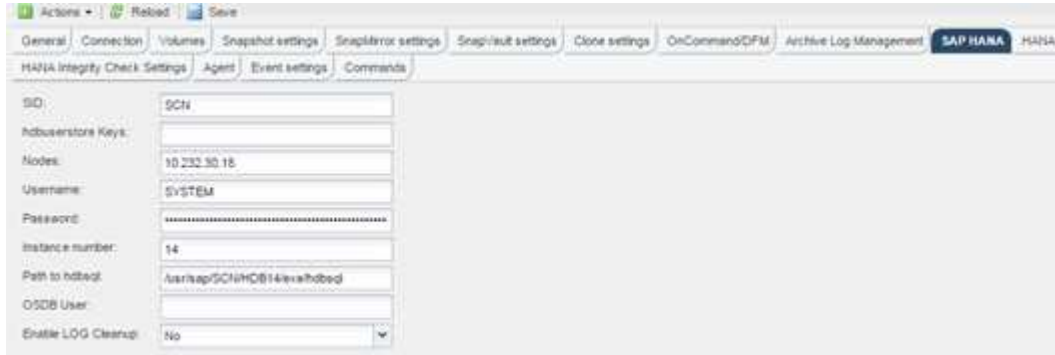 Actions Reload Save
General Connection Volumes Snapshot settings SnapMirror settings SnapVault settings Clone settings OnCommand/DFM Archive Log Management SAP HANA HANA
HANA Integrity Check Settings Agent Event settings Commands
SID: SCN
hdbuserstore Keys:
Nodes: 10.232.30.16
Username: SYSTEM
Password:
Instance number: 14
Path to hdbsql: /usr/sap/SCN/HDB14/exe/hdbsql
OSDB User:
Enable LOG Cleanup: No